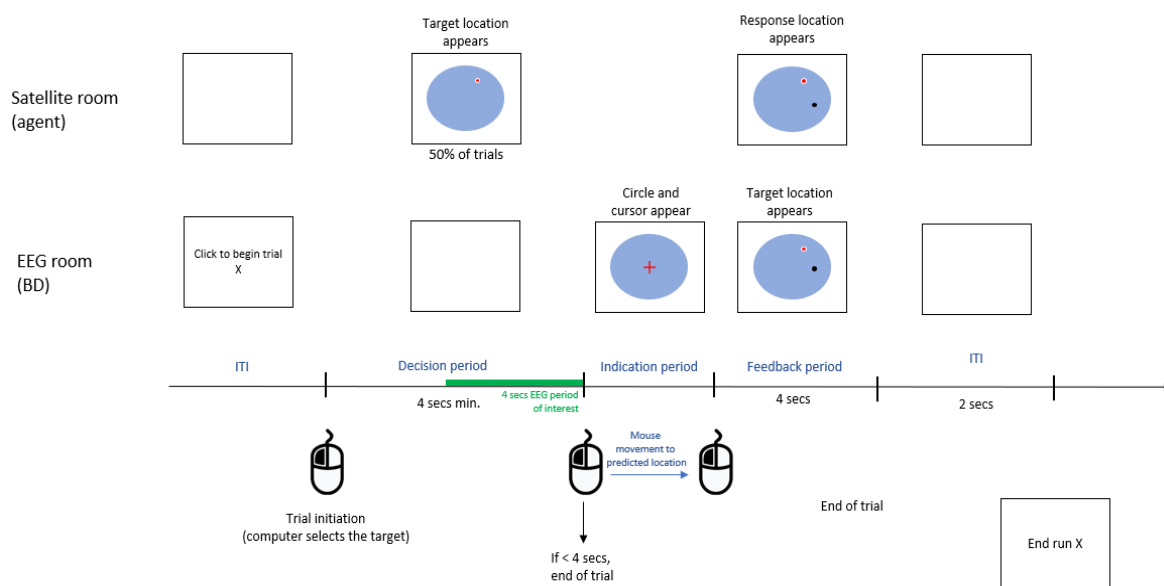 Target location
appears
Response location
appears
Satellite room
(agent)
50% of trials
Circle and
cursor appear
Target location
appears
EEG room
(BD)
Click to begin trial
X
ITI
Decision period
Indication period
Feedback period
ITI
4 secs min.
4 secs EEG period
of interest
4 secs
2 secs
Mouse
movement to
predicted location
Trial initiation
(computer selects the target)
End of trial
If < 4 secs,
end of trial
End run X